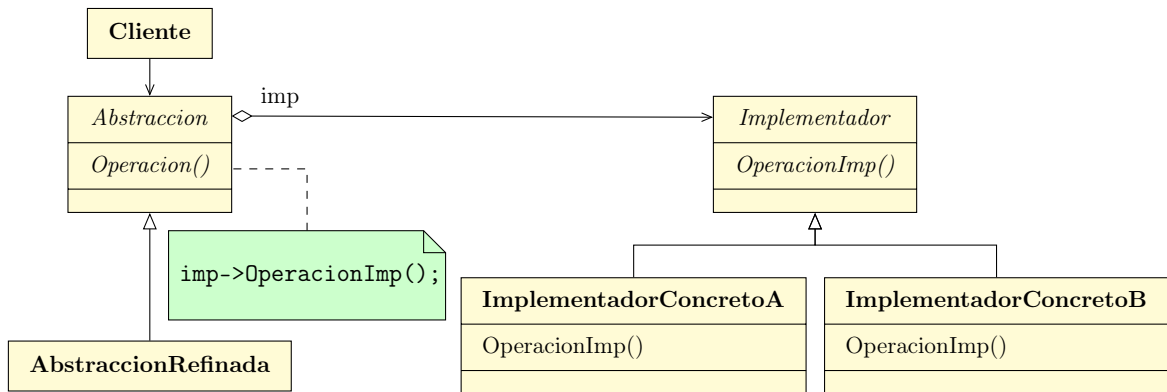 Cliente
Abstraccion
imp
Implementador
Operacion()
OperacionImp()
imp->OperacionImp();
ImplementadorConcretoA
ImplementadorConcretoB
OperacionImp()
OperacionImp()
AbstraccionRefinada